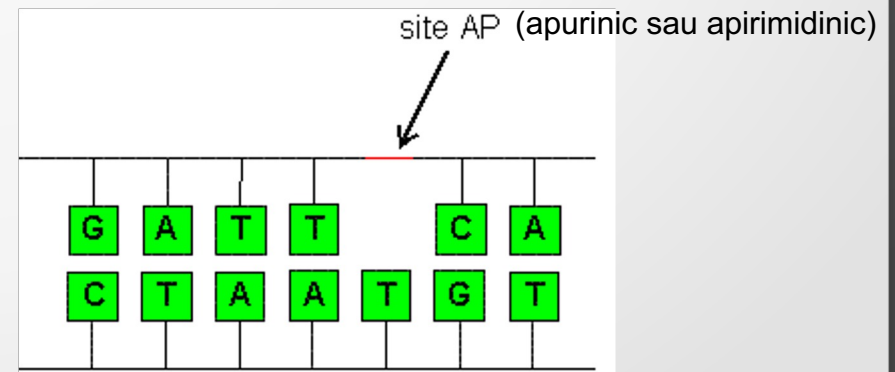 site AP (apurinic sau apirimidinic)
G A T T C A
C T A A T G T